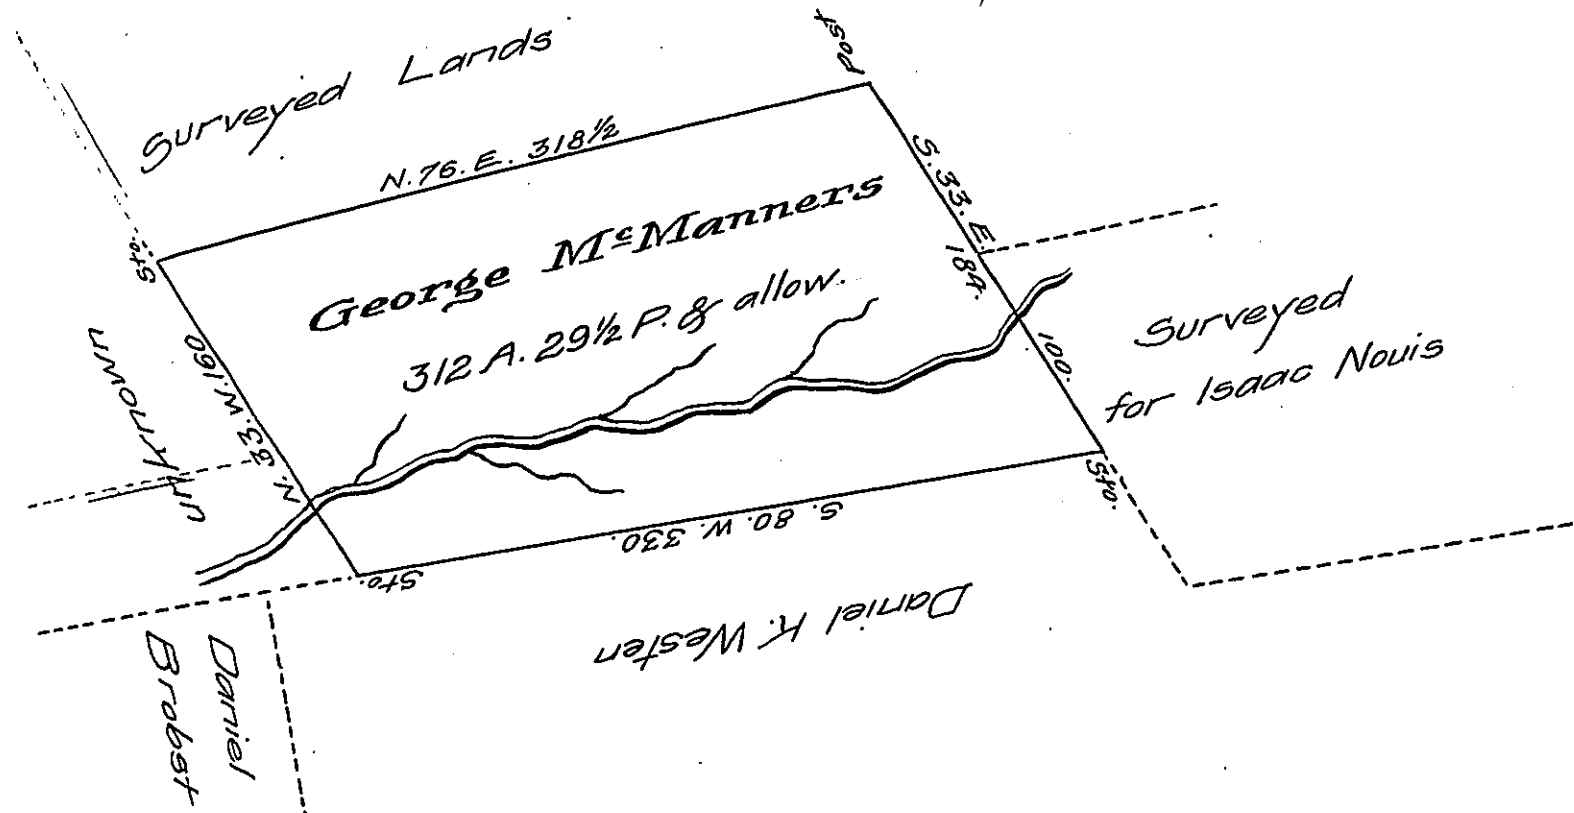 Post
Surveyed Lands
N. 76. E. 318½
S. 33. E. 184.
Sto.
George McManners
312 A. 29½ P. & allow.
unknown
N. 33. W. 160
100.
Surveyed
for Isaac Nouis
Sto.
S. 80. W. 330.
Sto.
Daniel K. Westen
Daniel
Brobst